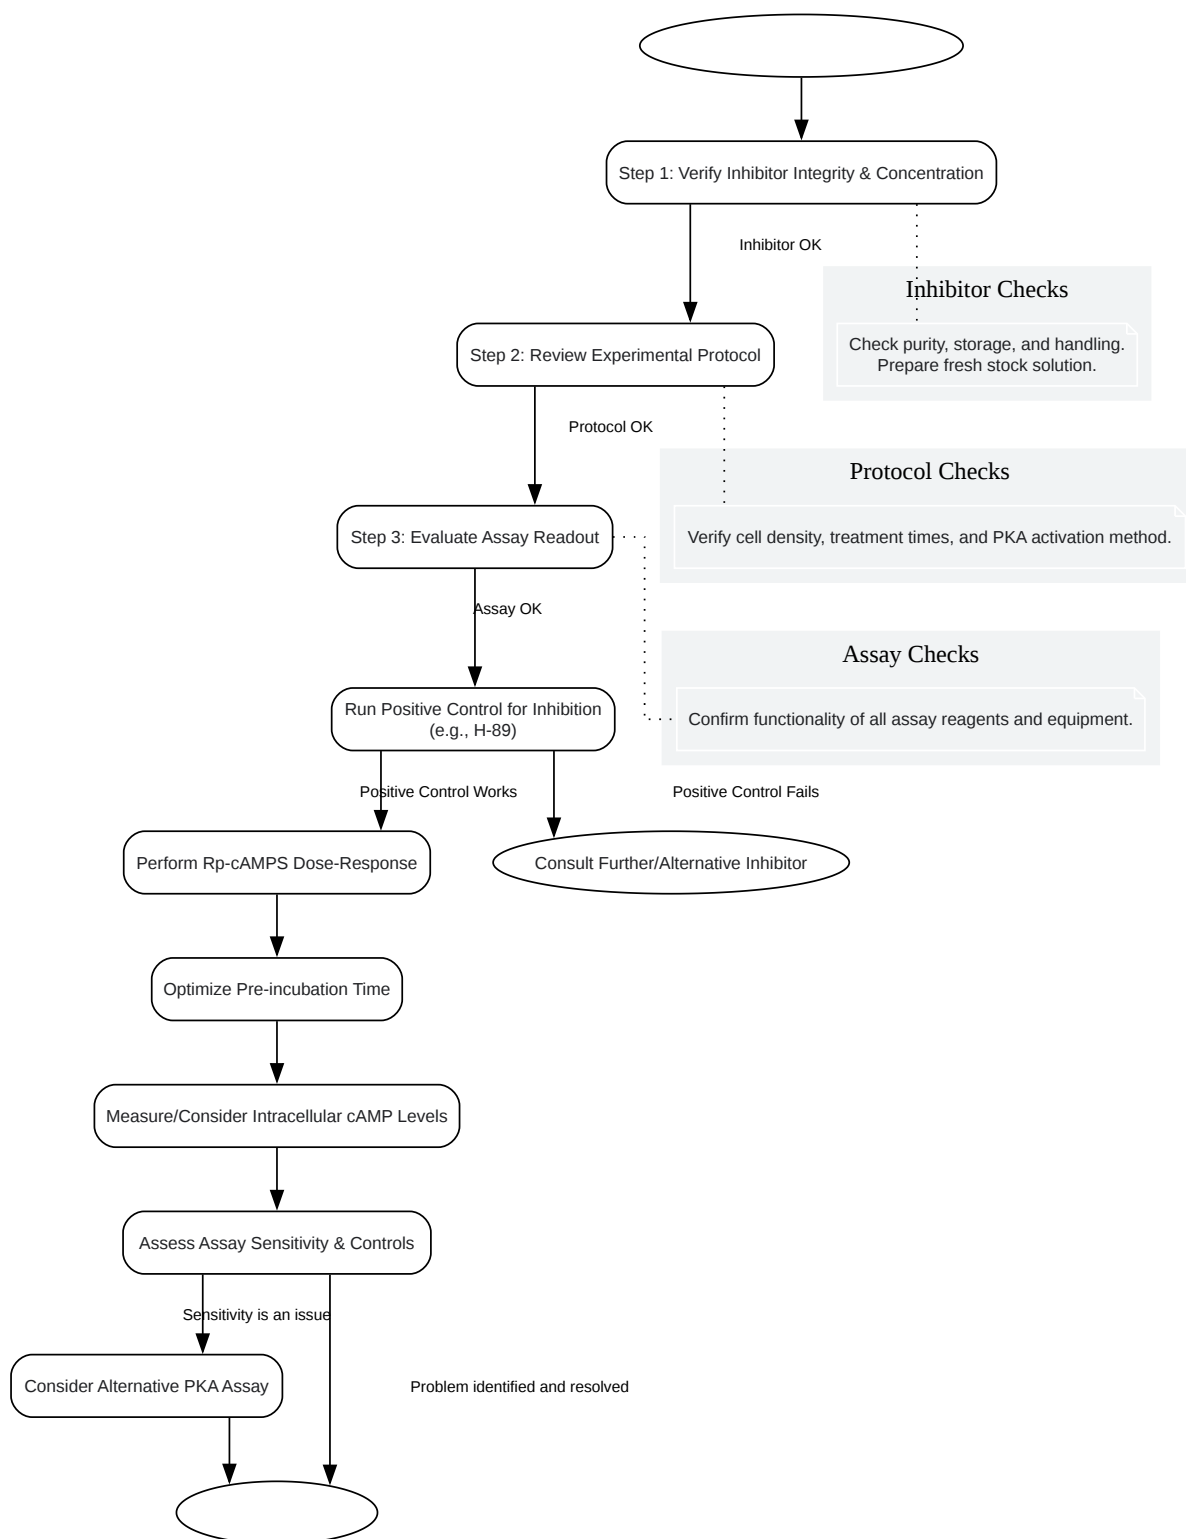 Step 1: Verify Inhibitor Integrity & Concentration
Inhibitor OK
Inhibitor Checks
Check purity, storage, and handling.
Prepare fresh stock solution.
Step 2: Review Experimental Protocol
Protocol OK
Protocol Checks
Verify cell density, treatment times, and PKA activation method.
Step 3: Evaluate Assay Readout
Assay OK
Assay Checks
Confirm functionality of all assay reagents and equipment.
Run Positive Control for Inhibition
(e.g., H-89)
Positive Control Works
Positive Control Fails
Perform Rp-cAMPS Dose-Response
Consult Further/Alternative Inhibitor
Optimize Pre-incubation Time
Measure/Consider Intracellular cAMP Levels
Assess Assay Sensitivity & Controls
Sensitivity is an issue
Consider Alternative PKA Assay
Problem identified and resolved